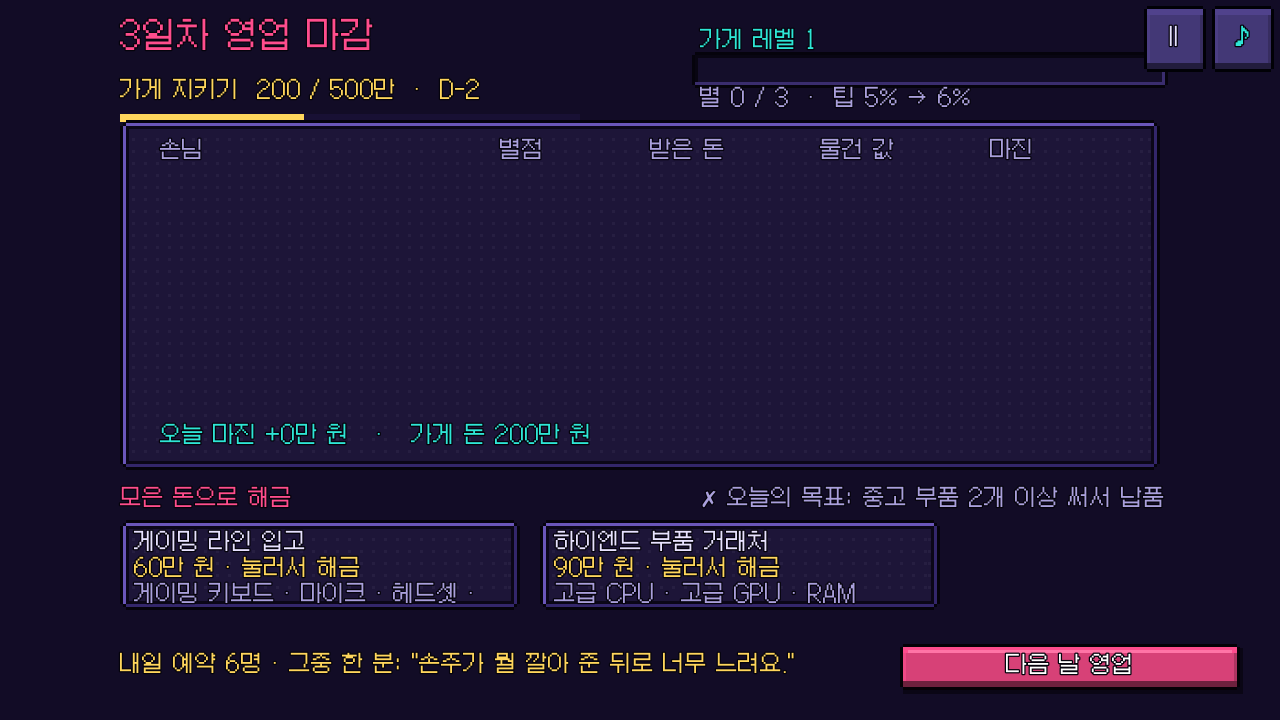 3일차 영업 마감
가게 레벨 1
가게 지키기 200 / 500만 · D-2
별 0 / 3 · 팁 5% → 6%
손님 별점 받은 돈 물건 값 마진
오늘 마진 +0만 원 · 가게 돈 200만 원
모은 돈으로 해금
✗ 오늘의 목표: 중고 부품 2개 이상 써서 납품
게이밍 라인 입고
60만 원 · 눌러서 해금
게이밍 키보드 · 마이크 · 헤드셋 ·
하이엔드 부품 거래처
90만 원 · 눌러서 해금
고급 CPU · 고급 GPU · RAM
내일 예약 6명 · 그중 한 분: "손주가 뭘 깔아 준 뒤로 너무 느려요."
다음 날 영업